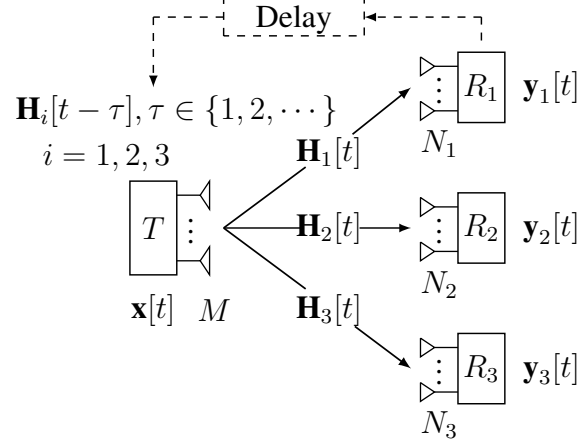 Delay
H_i[t − τ], τ ∈ {1, 2, ⋯}
i = 1, 2, 3
T
x[t]
M
H_1[t]
H_2[t]
H_3[t]
R_1
y_1[t]
N_1
R_2
y_2[t]
N_2
R_3
y_3[t]
N_3